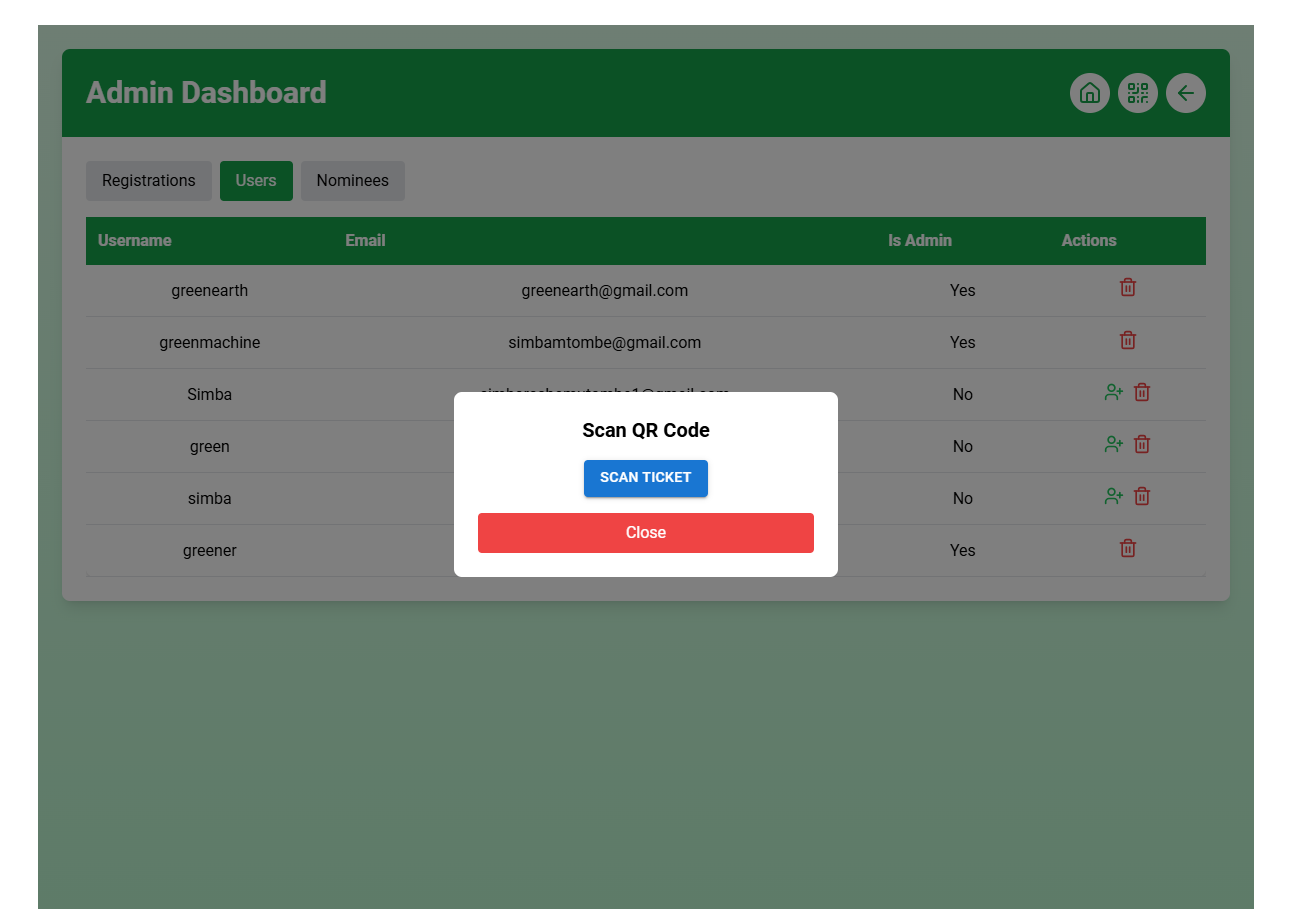 Admin Dashboard
Registrations Users Nominees
Username Email Is Admin Actions
greenearth greenearth@gmail.com Yes
greenmachine simbamtombe@gmail.com Yes
Simba No
green No
simba No
greener Yes
Scan QR Code
SCAN TICKET
Close